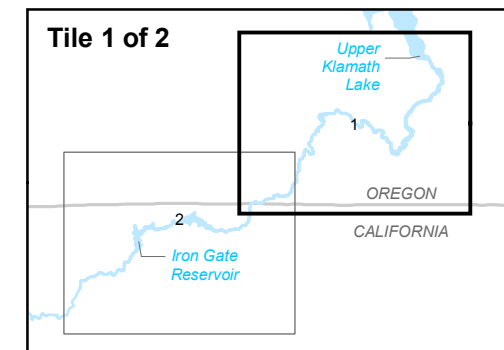 Tile 1 of 2
Upper
Klamath
Lake
1
OREGON
CALIFORNIA
2
Iron Gate
Reservoir